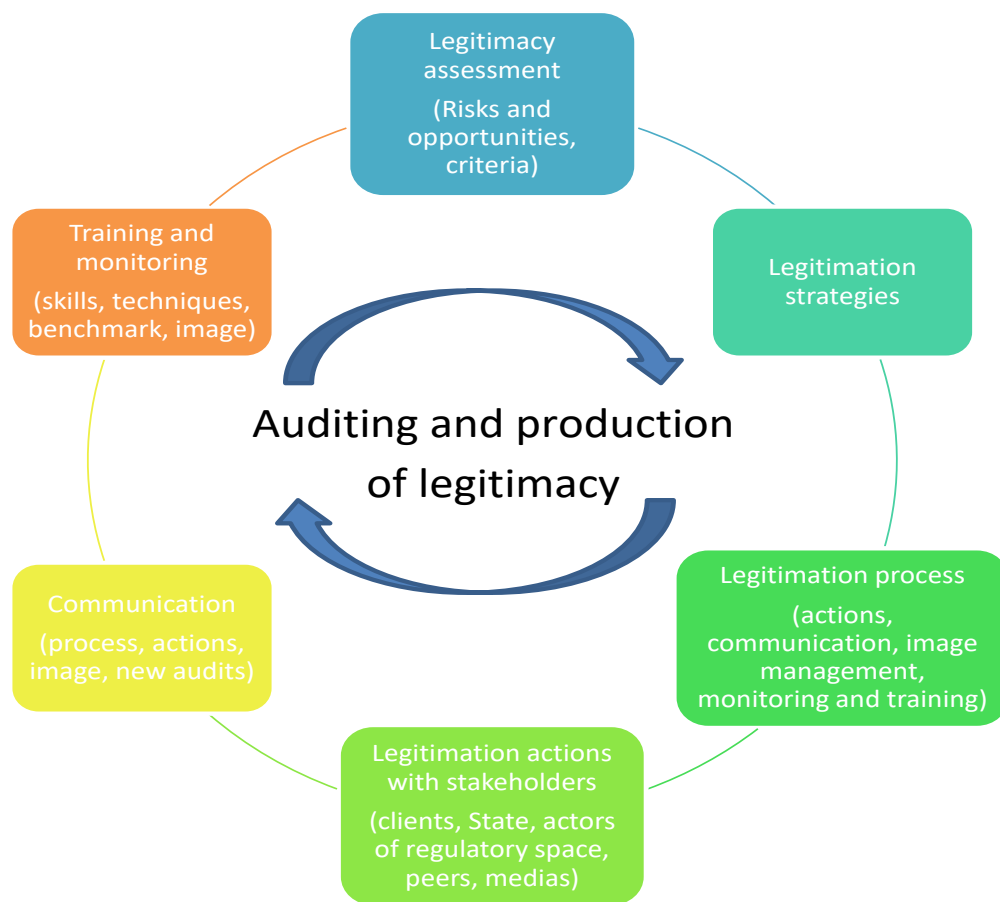 Legitimacy
assessment
(Risks and
opportunities,
criteria)
Legitimation
strategies
Legitimation process
(actions,
communication, image
management,
monitoring and training)
Legitimation actions
with stakeholders
(clients, State, actors
of regulatory space,
peers, medias)
Communication
(process, actions,
image, new audits)
Training and
monitoring
(skills, techniques,
benchmark, image)
Auditing and production
of legitimacy